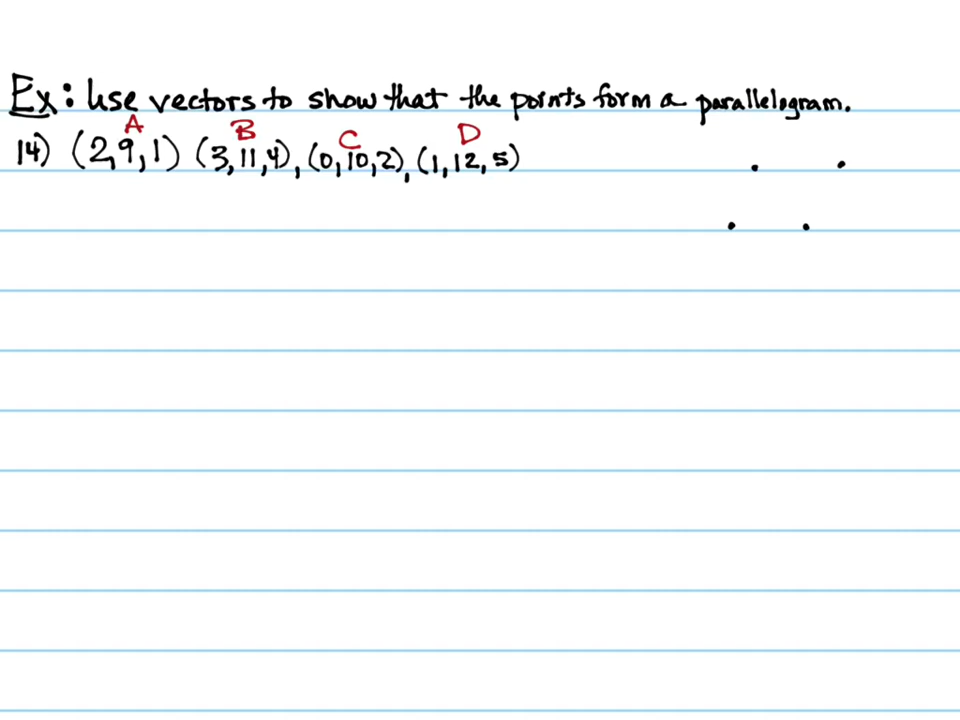 Ex: Use vectors to show that the points form a parallelogram.
A B C D
14) (2,9,1) (3,11,4), (0,10,2), (1,12,5)